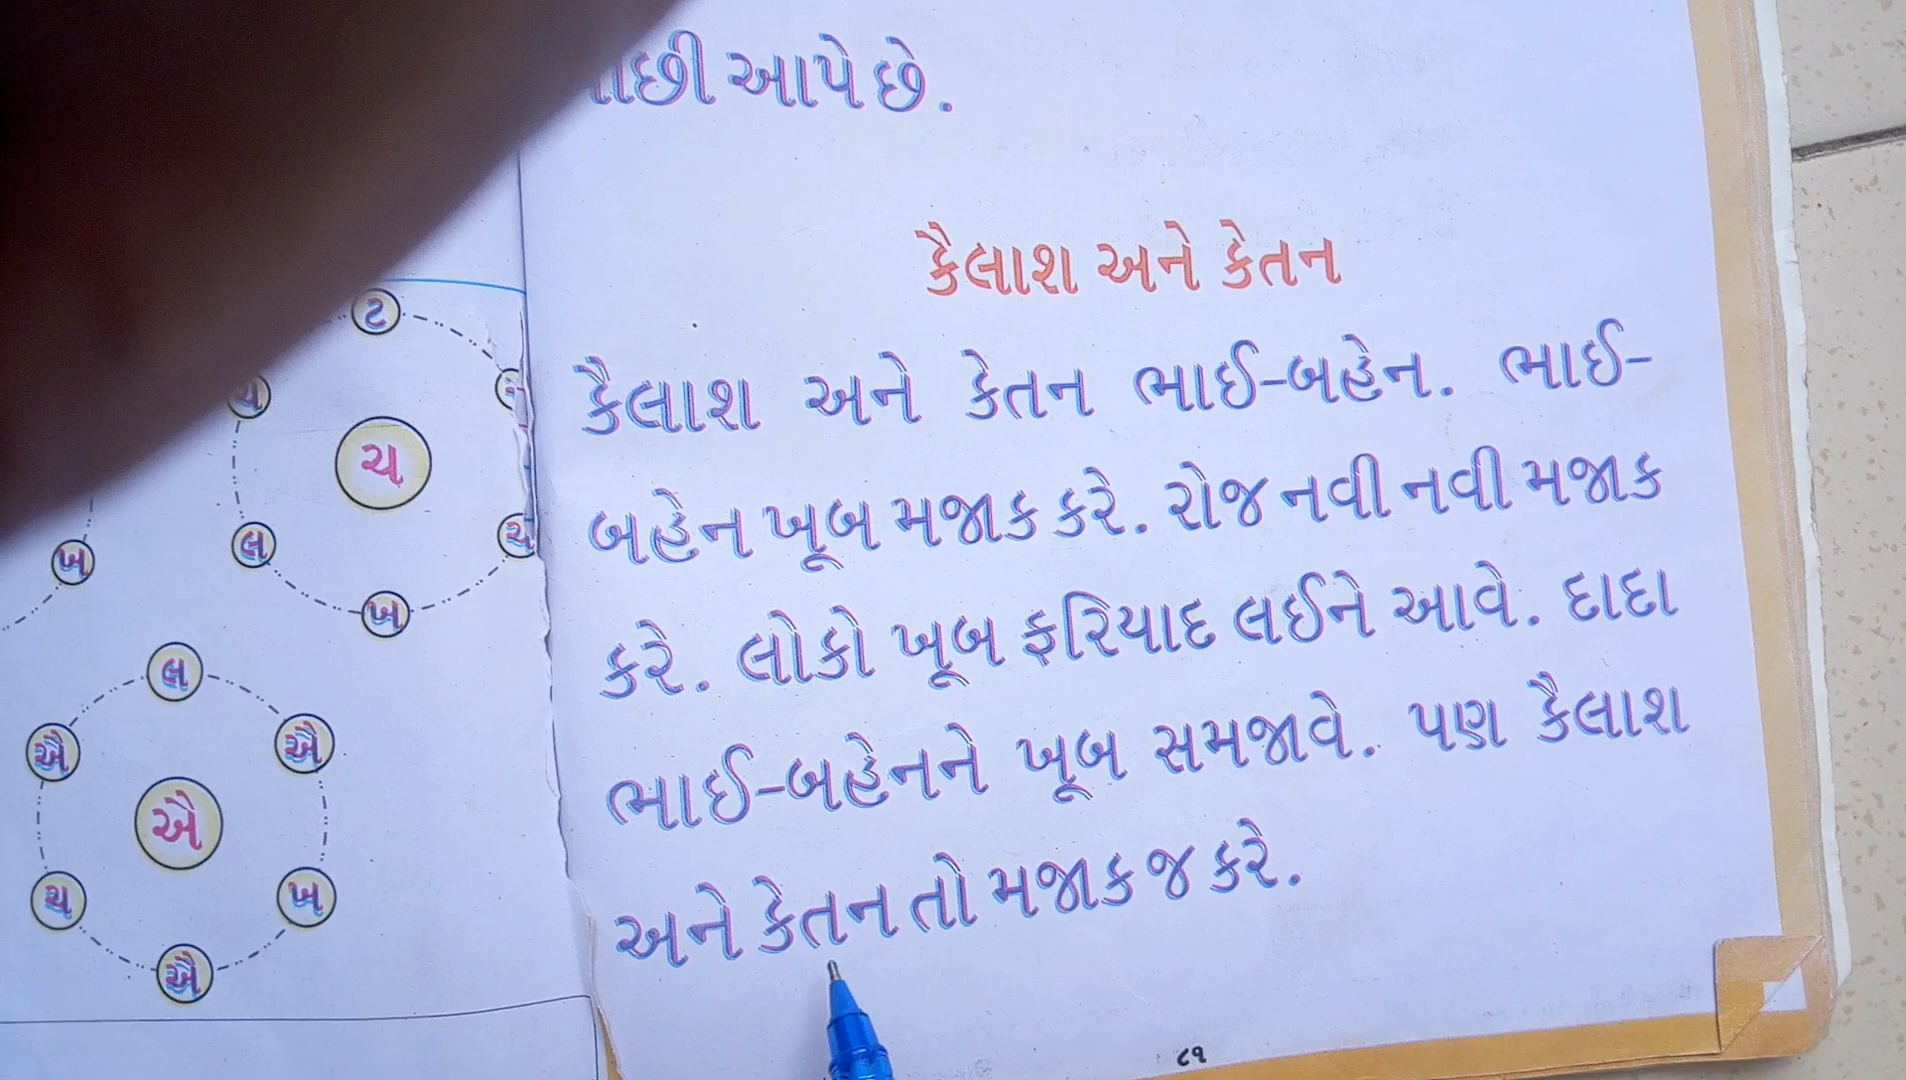 આપે છે.
કૈલાશ અને કેતન
કૈલાશ અને કેતન ભાઈ-બહેન. ભાઈ-
બહેન ખૂબ મજાક કરે. રોજ નવી નવી મજાક
કરે. લોકો ખૂબ ફરિયાદ લઈને આવે. દાદા
ભાઈ-બહેનને ખૂબ સમજાવે. પણ કૈલાશ
અને કેતન તો મજાક જ કરે.
૮૧
ટ
ચ
ચ
લ
ચ
ખ
ખ
લ
ઐ
ઐ
ઐ
ચ
ખ
ઐ